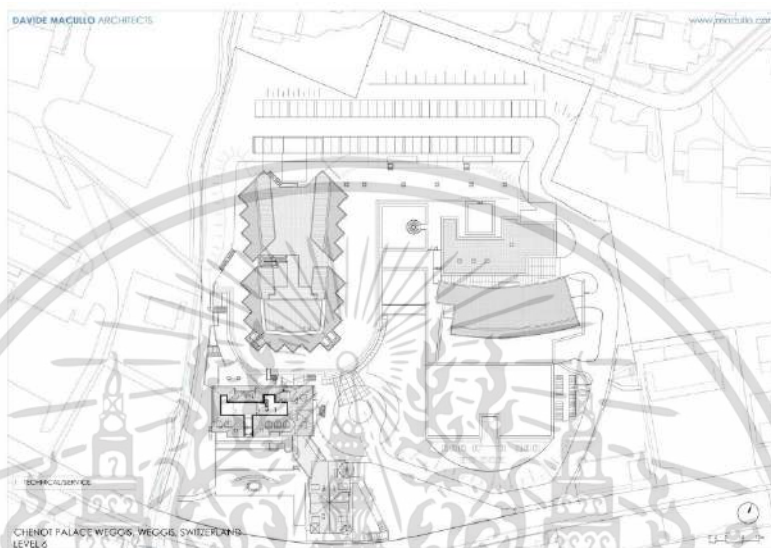 DAVIDE MACULLO ARCHITECTS
www.macullo.com
1 TECHNICAL/SERVICE
CHENOT PALACE WEGGIS, WEGGIS, SWITZERLAND
LEVEL 6